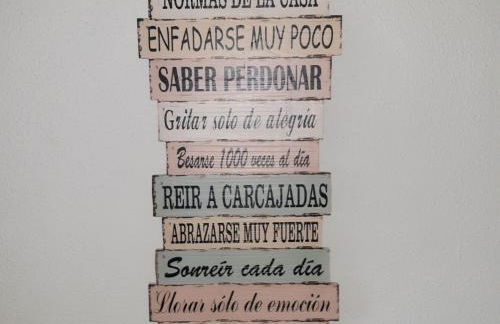 NORMAS DE LA CASA
ENFADARSE MUY POCO
SABER PERDONAR
Gritar solo de alegría
Besarse 1000 veces al día
REIR A CARCAJADAS
ABRAZARSE MUY FUERTE
Sonreír cada día
Llorar sólo de emoción